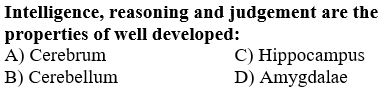 Intelligence, reasoning and judgement are the
properties of well developed:
A) Cerebrum C) Hippocampus
B) Cerebellum D) Amygdalae